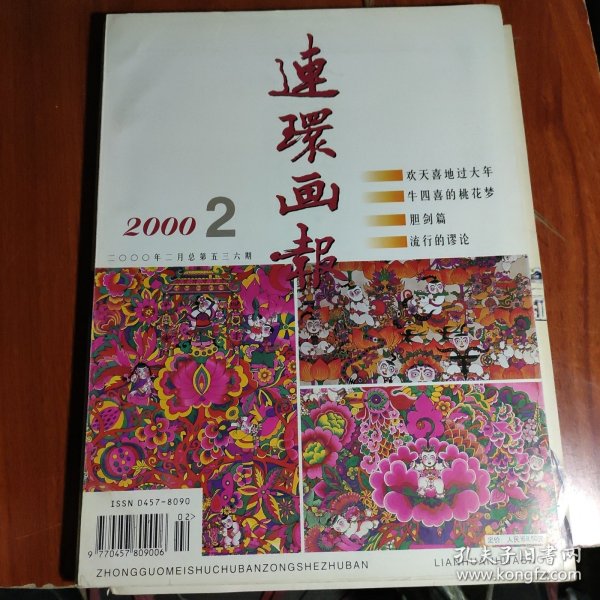 連環画報
欢天喜地过大年
牛四喜的桃花梦
胆剑篇
流行的谬论
2000 2
二〇〇〇年二月总第五三六期
ISSN 0457-8090
02>
9 770457 809006
定价
ZHONGGUOMEISHUCHUBANZONGSHEZHUBAN
LIANHUANHUABAO
孔夫子旧书网
www.kongfz.com